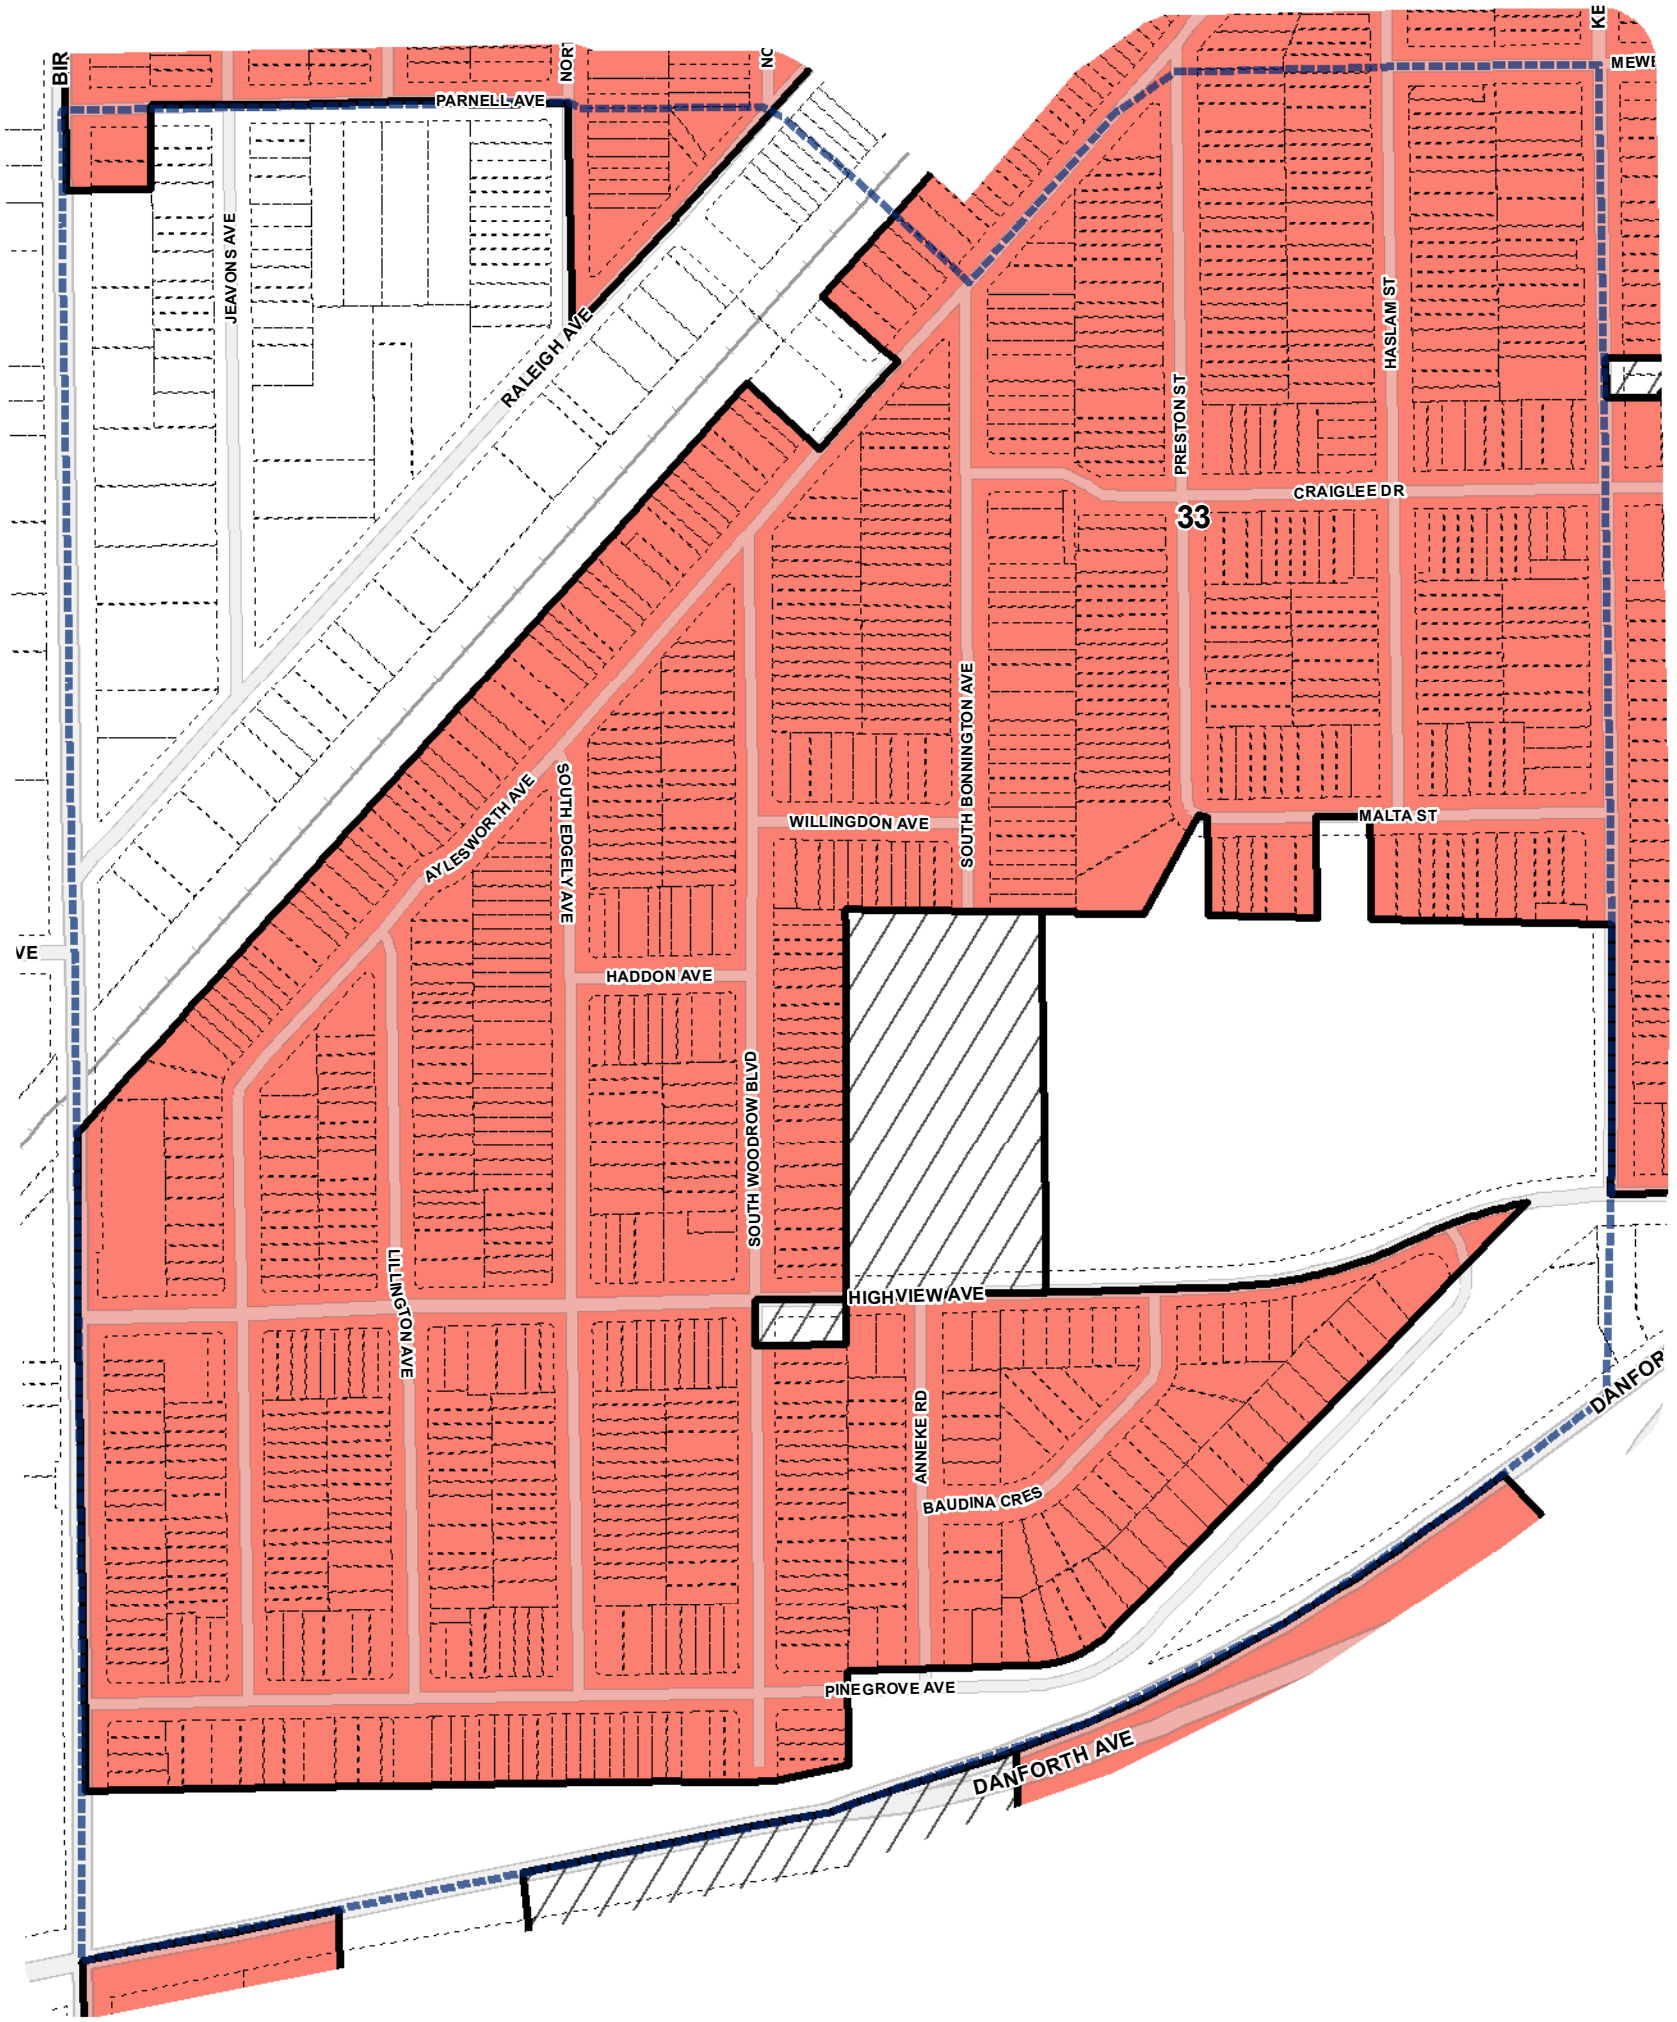 BIR
NOR
NO
KE
MEWE
PARNELL AVE
JEAVONS AVE
RALEIGH AVE
HASLAM ST
PRESTON ST
CRAIGLEE DR
33
SOUTH BONNINGTON AVE
AYLESWORTH AVE
SOUTH EDGELY AVE
WILLINGDON AVE
MALTA ST
VE
HADDON AVE
SOUTH WOODROW BLVD
LILLINGTON AVE
HIGHVIEW AVE
ANNEKE RD
DANFOR
BAUDINA CRES
PINEGROVE AVE
DANFORTH AVE